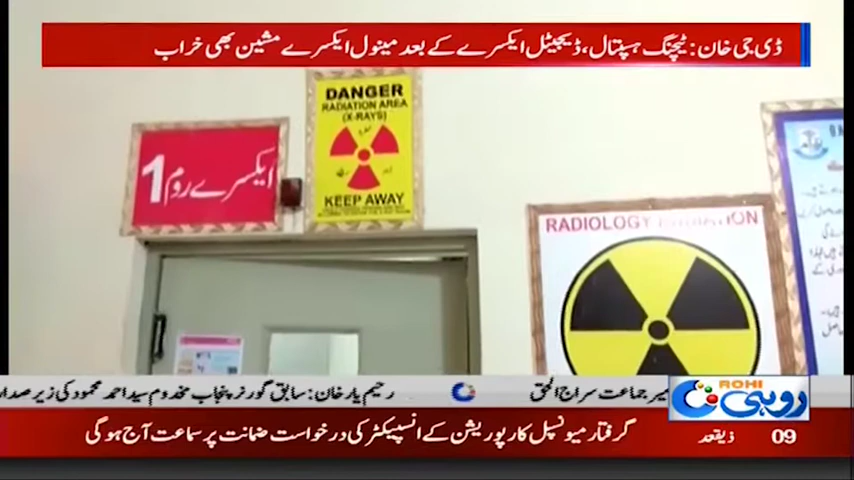 ڈی جی خان: ٹیچنگ ہسپتال، ڈیجیٹل ایکسرے کے بعد مینول ایکسرے مشین بھی خراب
DANGER
RADIATION AREA
(X-RAYS)
KEEP AWAY
ایکسرے روم 1
RADIOLOGY
میر جماعت سراج الحق
رحیم یار خان: سابق گورنر پنجاب مخدوم سید احمد محمود کی زیر صدار
ROHI
روہی
گرفتار میونسپل کارپوریشن کے انسپیکٹر کی درخواست ضمانت پر سماعت آج ہوگی
09 ذیقعد